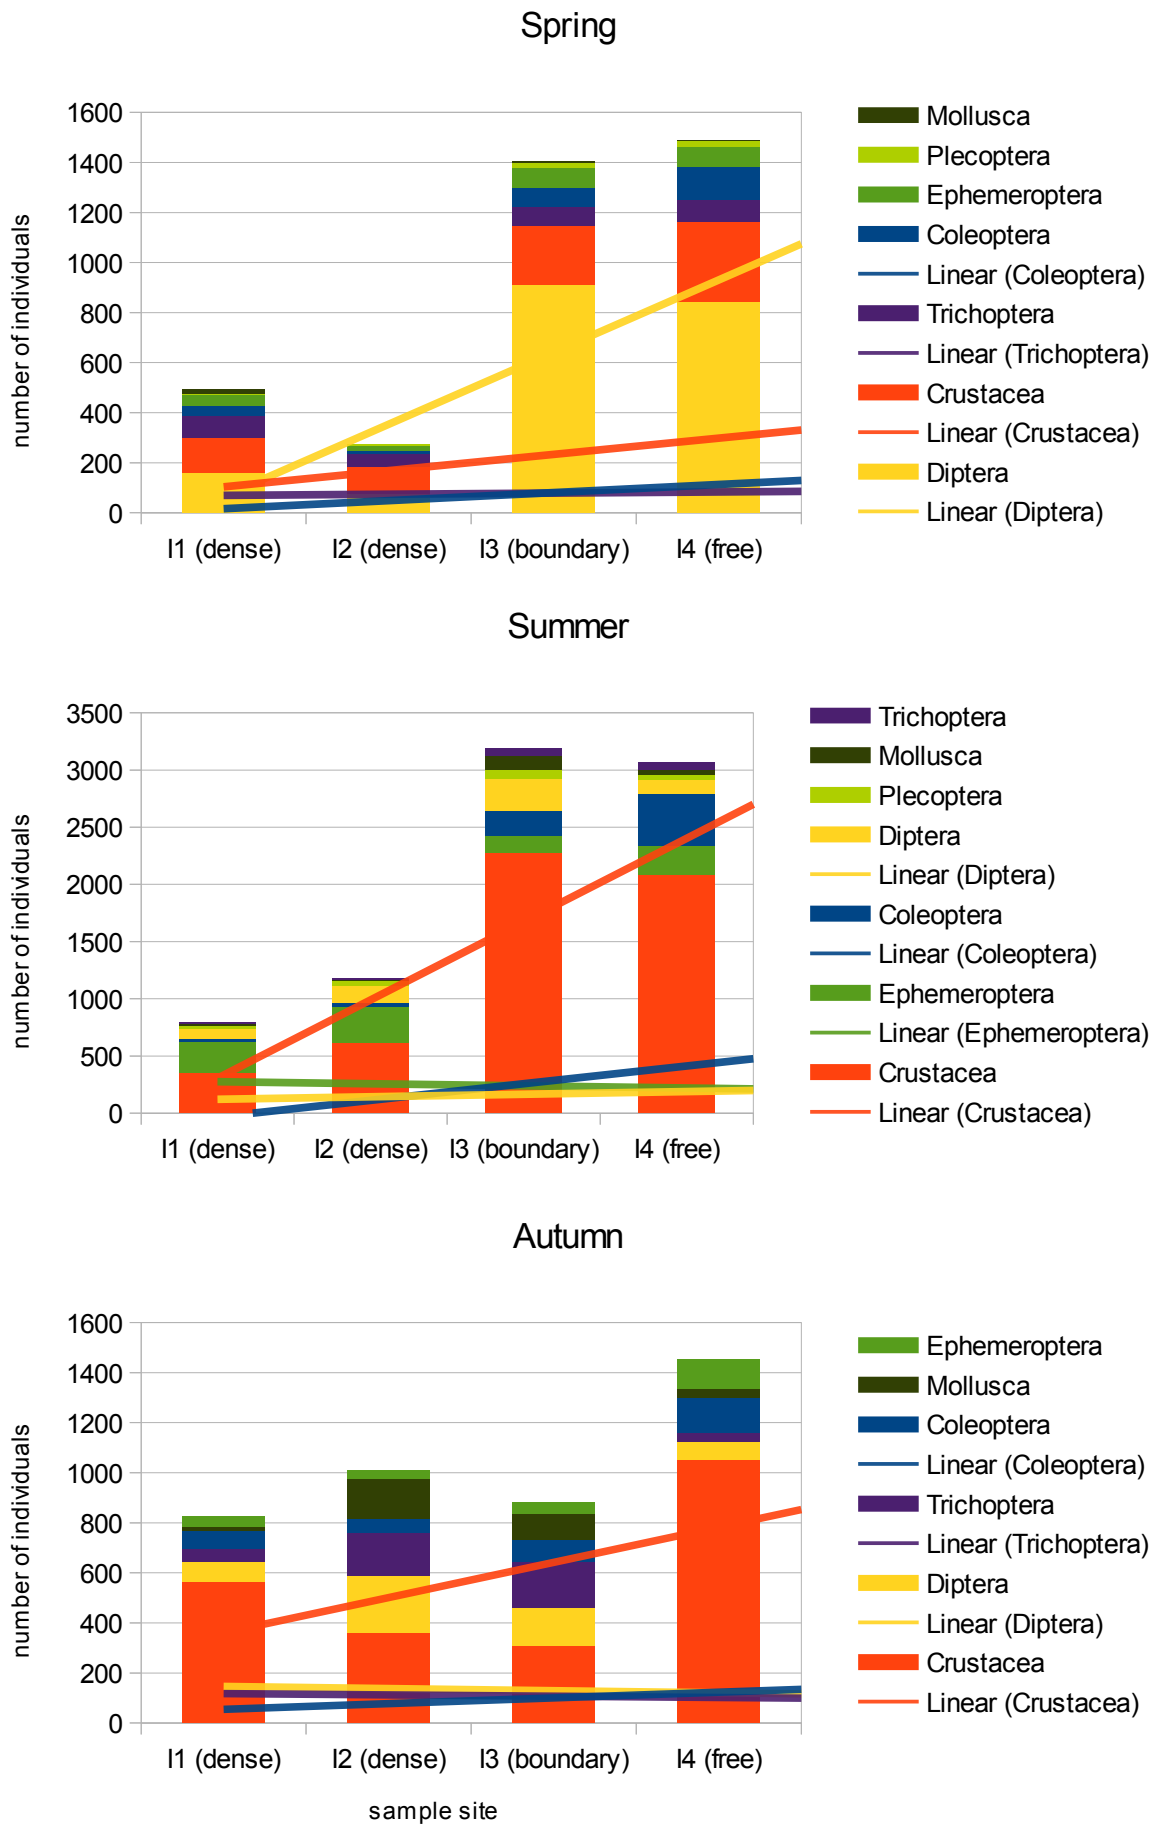 Spring
number of individuals
1600
1400
1200
1000
800
600
400
200
0
I1 (dense)
I2 (dense)
I3 (boundary)
I4 (free)
Mollusca
Plecoptera
Ephemeroptera
Coleoptera
Linear (Coleoptera)
Trichoptera
Linear (Trichoptera)
Crustacea
Linear (Crustacea)
Diptera
Linear (Diptera)
Summer
number of individuals
3500
3000
2500
2000
1500
1000
500
0
I1 (dense)
I2 (dense)
I3 (boundary)
I4 (free)
Trichoptera
Mollusca
Plecoptera
Diptera
Linear (Diptera)
Coleoptera
Linear (Coleoptera)
Ephemeroptera
Linear (Ephemeroptera)
Crustacea
Linear (Crustacea)
Autumn
number of individuals
1600
1400
1200
1000
800
600
400
200
0
I1 (dense)
I2 (dense)
I3 (boundary)
I4 (free)
sample site
Ephemeroptera
Mollusca
Coleoptera
Linear (Coleoptera)
Trichoptera
Linear (Trichoptera)
Diptera
Linear (Diptera)
Crustacea
Linear (Crustacea)